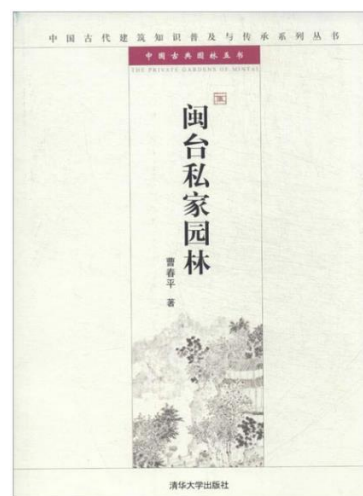 中国古代建筑知识普及与传承系列丛书
中国古典园林五书
THE PRIVATE GARDENS OF MINTAI
闽台私家园林
曹春平 著
清华大学出版社